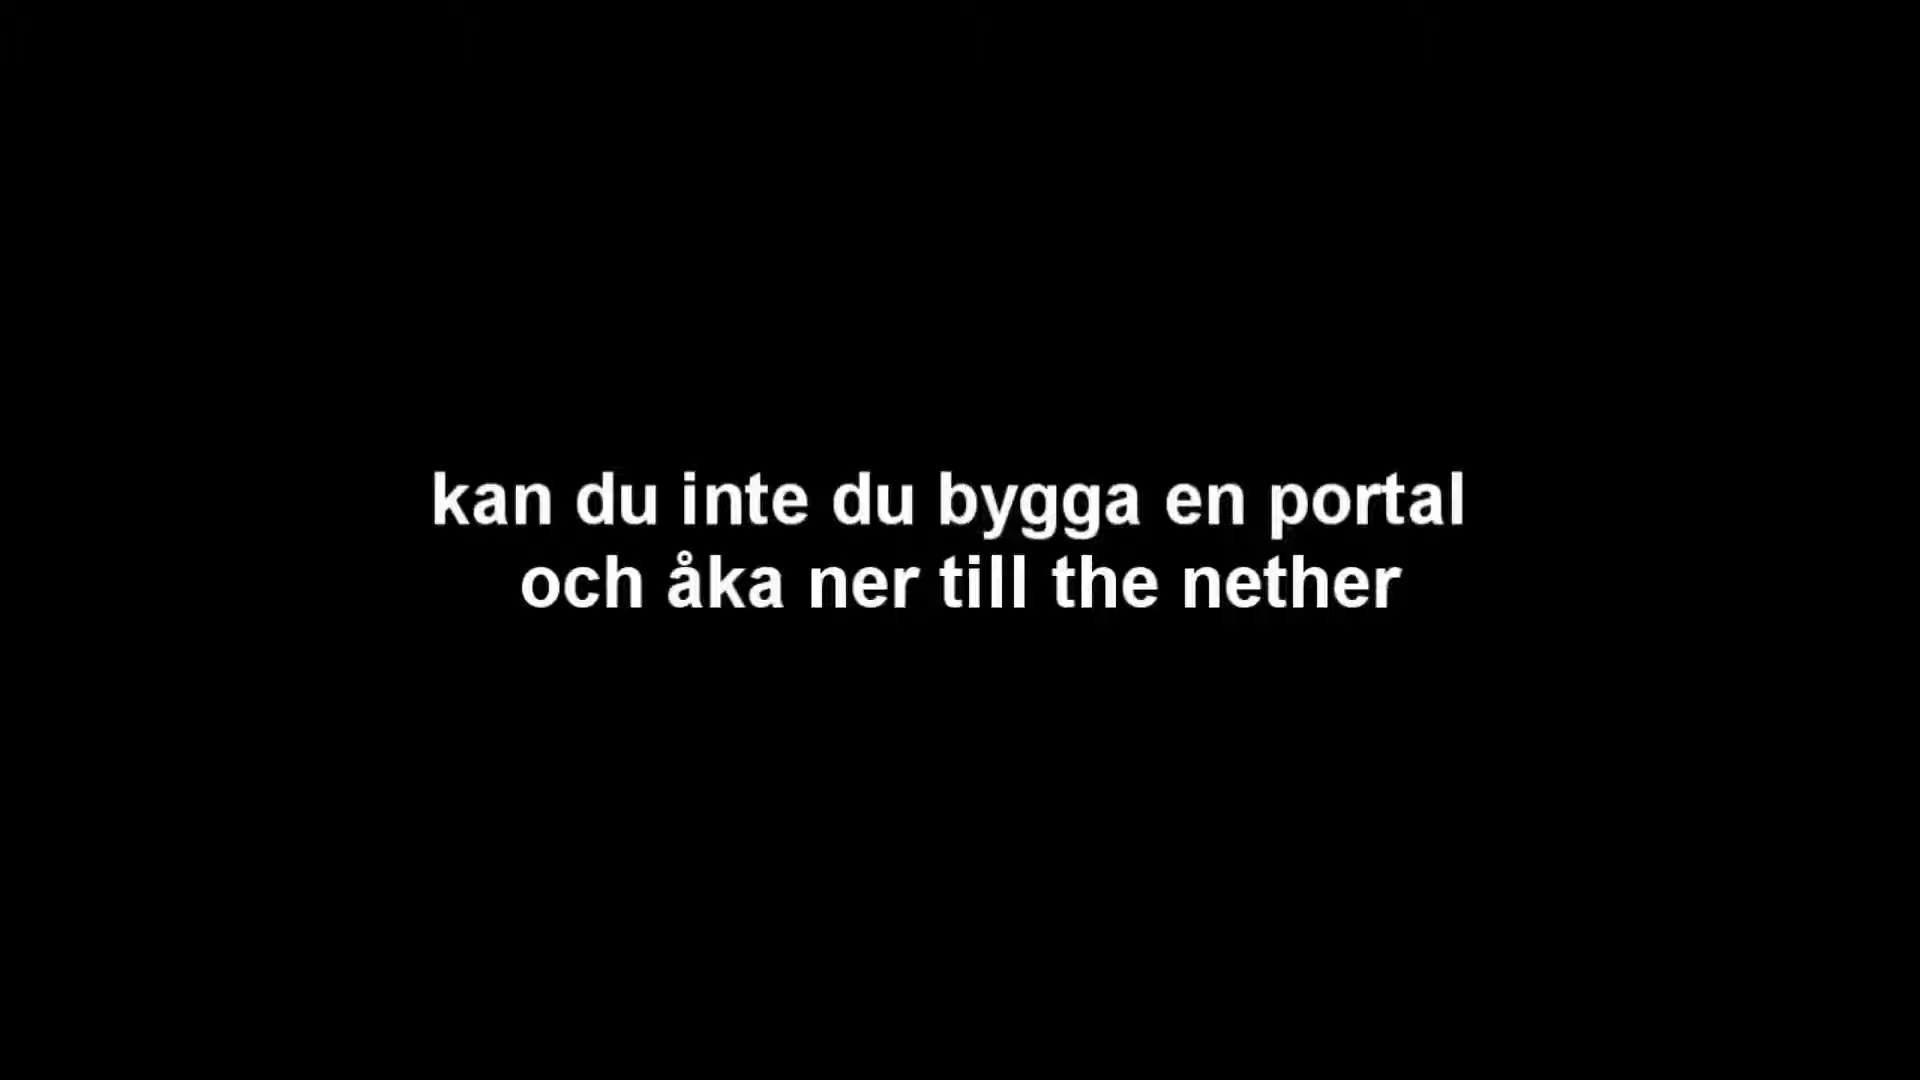 kan du inte du bygga en portal
och åka ner till the nether